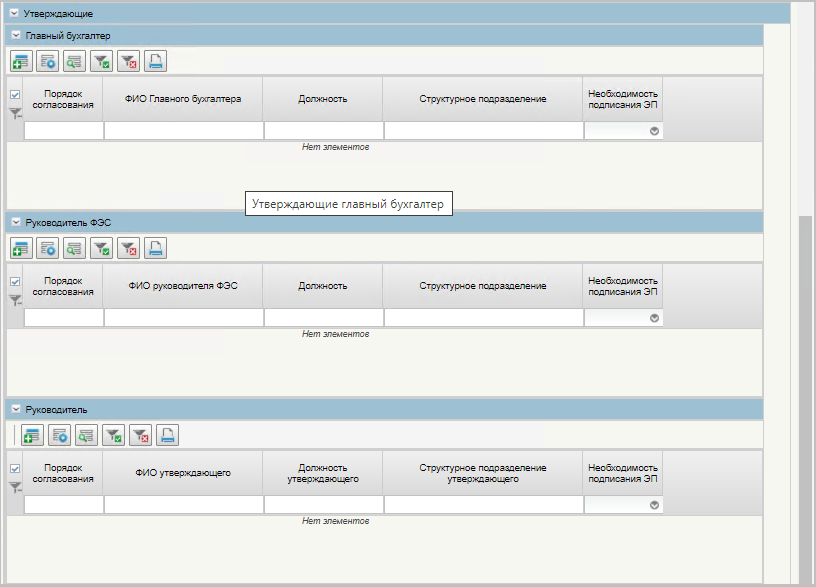 Утверждающие
Главный бухгалтер
Порядок согласования
ФИО Главного бухгалтера
Должность
Структурное подразделение
Необходимость подписания ЭП
Нет элементов
Утверждающие главный бухгалтер
Руководитель ФЭС
Порядок согласования
ФИО руководителя ФЭС
Должность
Структурное подразделение
Необходимость подписания ЭП
Нет элементов
Руководитель
Порядок согласования
ФИО утверждающего
Должность утверждающего
Структурное подразделение утверждающего
Необходимость подписания ЭП
Нет элементов